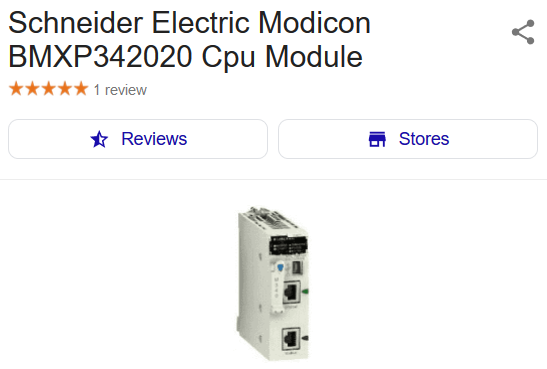 Schneider Electric Modicon
BMXP342020 Cpu Module
1 review
Reviews
Stores